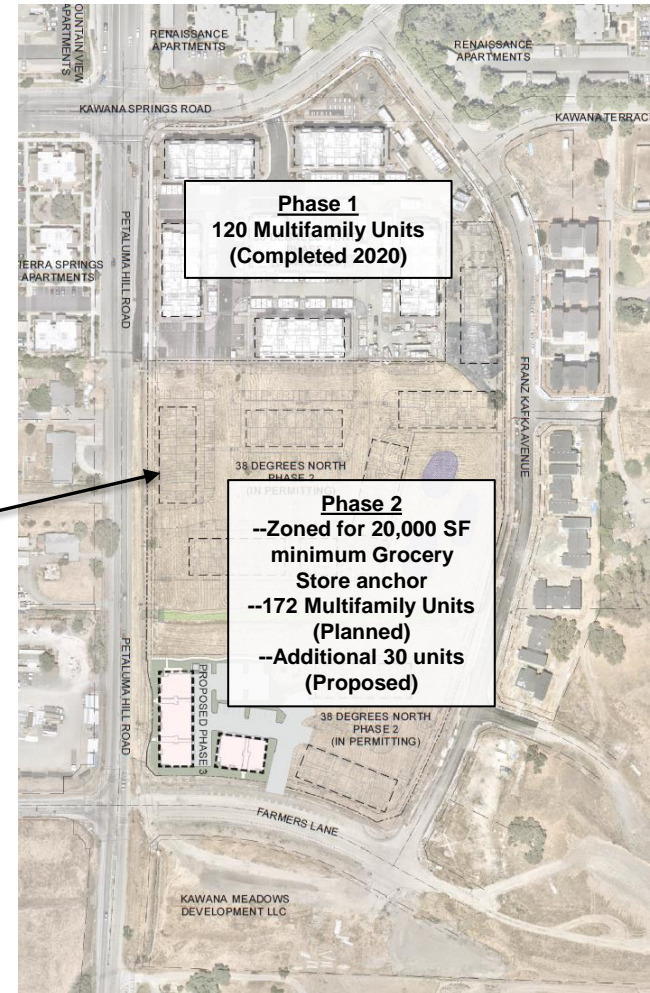 OUNTAIN VIEW
APARTMENTS
RENAISSANCE
APARTMENTS
RENAISSANCE
APARTMENTS
KAWANA SPRINGS ROAD
KAWANA TERRAC
Phase 1
120 Multifamily Units
(Completed 2020)
PETALUMA HILL ROAD
TERRA SPRINGS
APARTMENTS
FRANZ KAFKA AVENUE
38 DEGREES NORTH
PHASE 2
(IN PERMITTING)
Phase 2
--Zoned for 20,000 SF
minimum Grocery
Store anchor
--172 Multifamily Units
(Planned)
--Additional 30 units
(Proposed)
PETALUMA HILL ROAD
PROPOSED PHASE 3
38 DEGREES NORTH
PHASE 2
(IN PERMITTING)
FARMERS LANE
KAWANA MEADOWS
DEVELOPMENT LLC